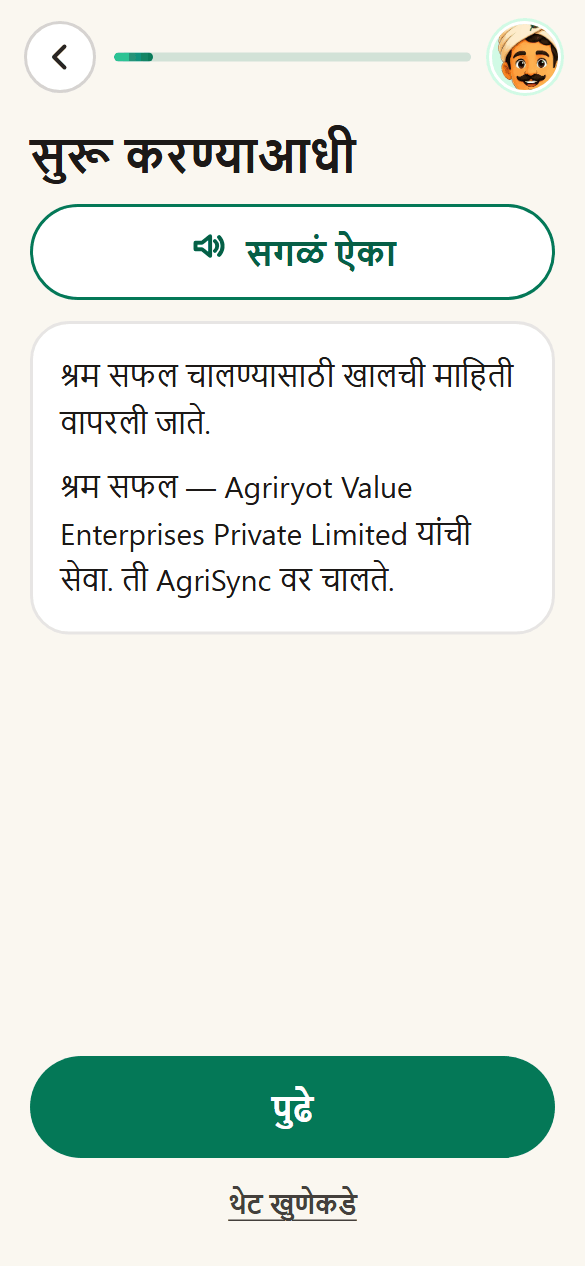 सुरू करण्याआधी
सगळं ऐका
श्रम सफल चालण्यासाठी खालची माहिती
वापरली जाते.
श्रम सफल — Agriryot Value
Enterprises Private Limited यांची
सेवा. ती AgriSync वर चालते.
पुढे
थेट खुणेकडे